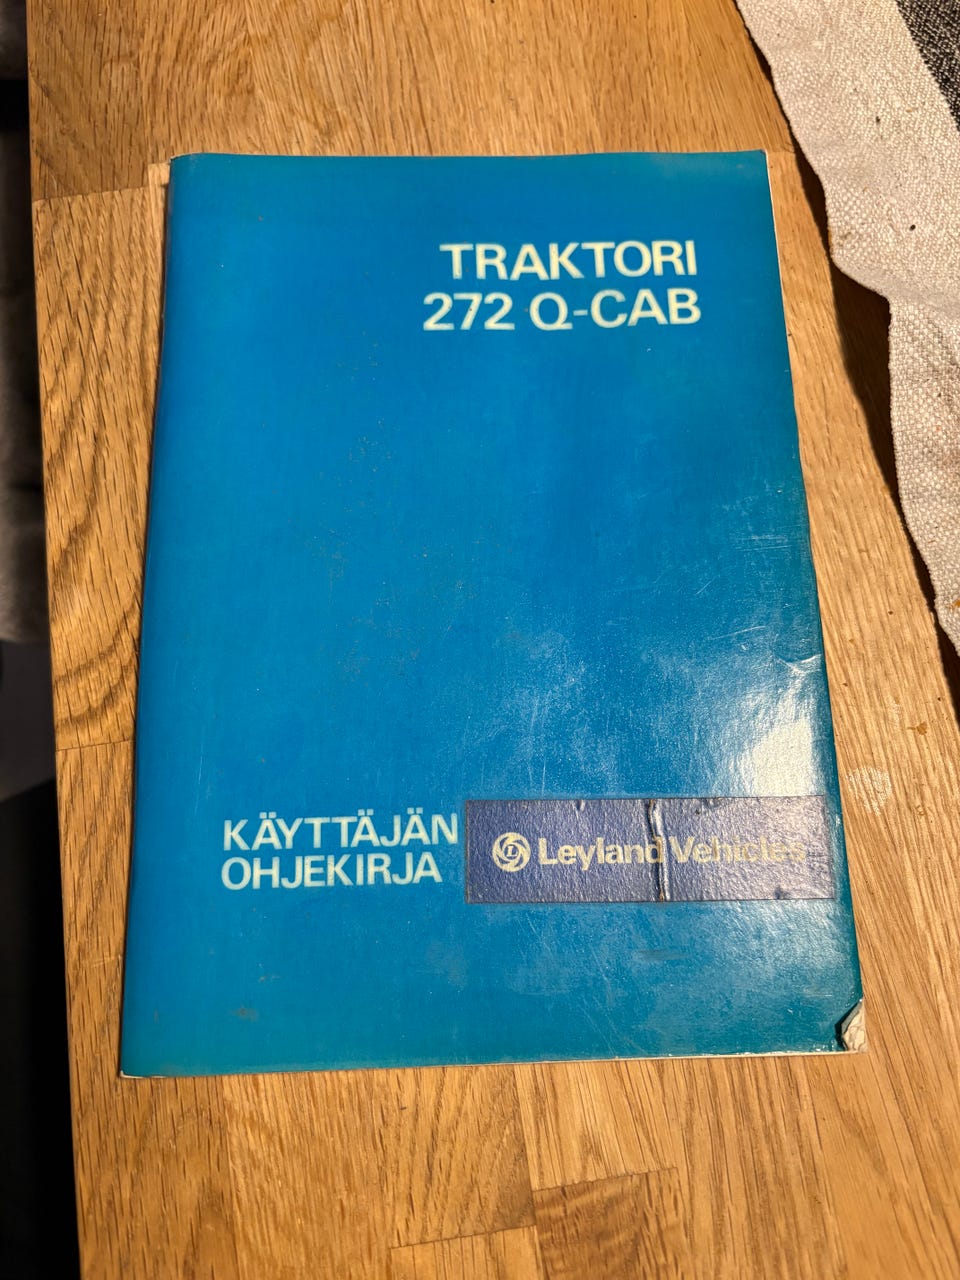 TRAKTORI
272 Q-CAB
KÄYTTÄJÄN
OHJEKIRJA
L Leyland Vehicles